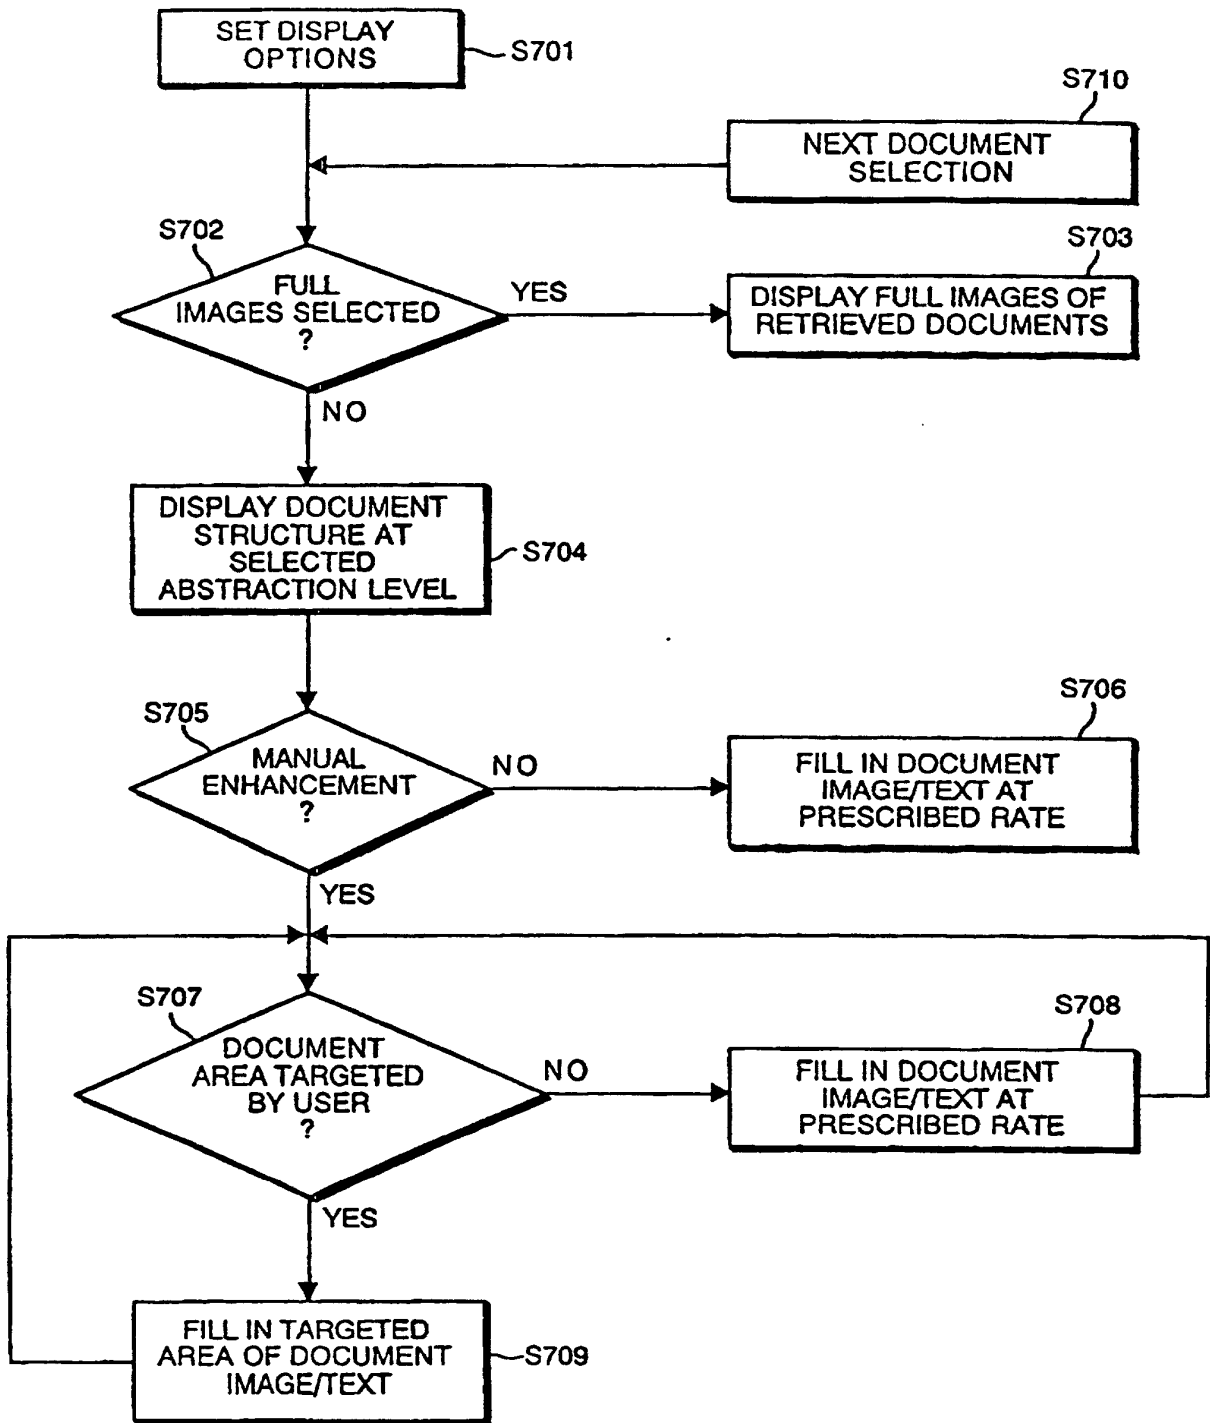 SET DISPLAY
OPTIONS
S701
S710
NEXT DOCUMENT
SELECTION
S702
FULL
IMAGES SELECTED
?
YES
S703
DISPLAY FULL IMAGES OF
RETRIEVED DOCUMENTS
NO
DISPLAY DOCUMENT
STRUCTURE AT
SELECTED
ABSTRACTION LEVEL
S704
S705
MANUAL
ENHANCEMENT
?
NO
S706
FILL IN DOCUMENT
IMAGE/TEXT AT
PRESCRIBED RATE
YES
S707
DOCUMENT
AREA TARGETED
BY USER
?
NO
S708
FILL IN DOCUMENT
IMAGE/TEXT AT
PRESCRIBED RATE
YES
FILL IN TARGETED
AREA OF DOCUMENT
IMAGE/TEXT
S709